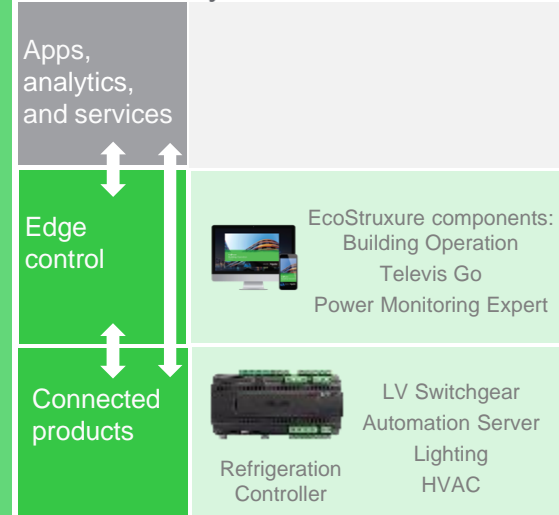 Apps,
analytics,
and services
Edge
control
EcoStruxure components:
Building Operation
Televis Go
Power Monitoring Expert
Connected
products
Refrigeration
Controller
LV Switchgear
Automation Server
Lighting
HVAC